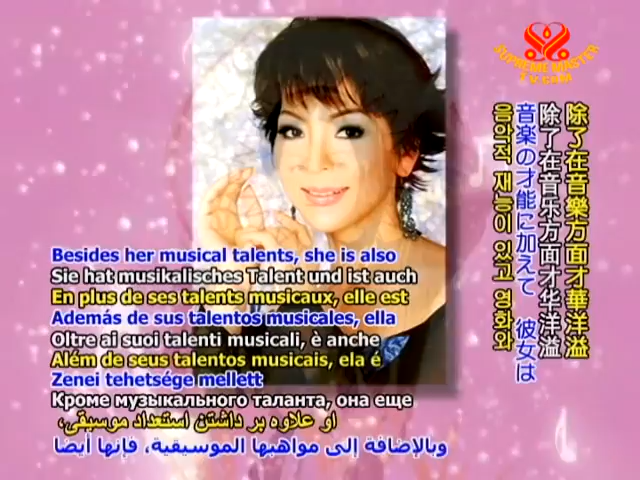 SUPREME MASTER
TV.COM
除了在音樂方面才華洋溢
除了在音乐方面才华洋溢
音楽の才能に加えて 彼女は
음악적 재능이 있고 영화와
Besides her musical talents, she is also
Sie hat musikalisches Talent und ist auch
En plus de ses talents musicaux, elle est
Además de sus talentos musicales, ella
Oltre ai suoi talenti musicali, è anche
Além de seus talentos musicais, ela é
Zenei tehetsége mellett
Кроме музыкального таланта, она еще
او علاوه بر داشتن استعداد موسیقی،
وبالإضافة إلى مواهبها الموسيقية، فإنها أيضا